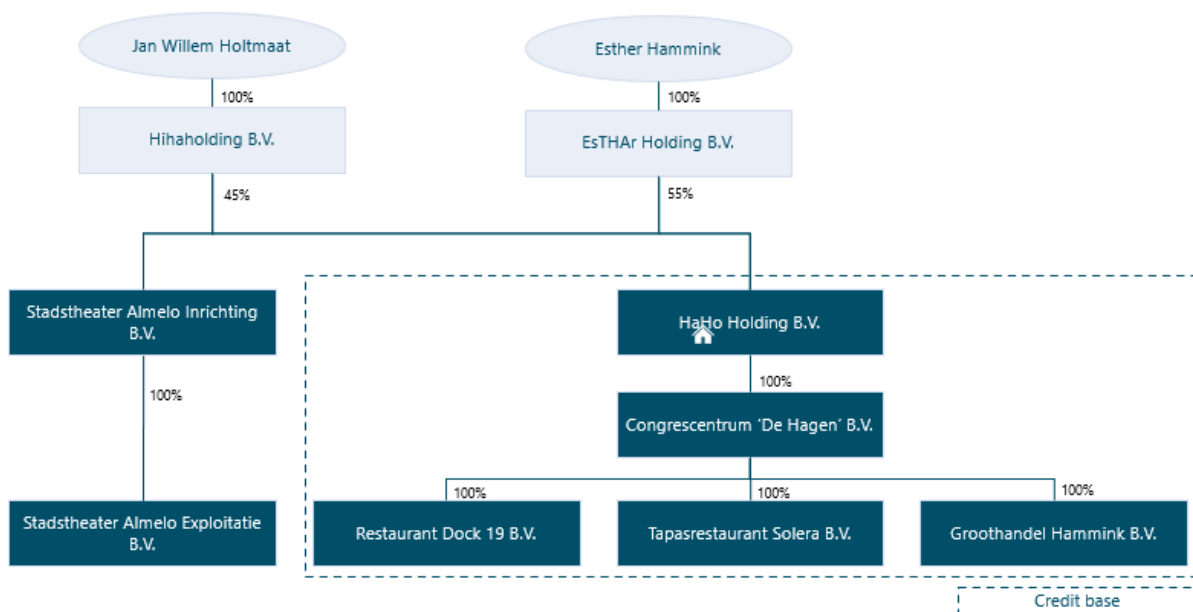 Jan Willem Holtmaat
Esther Hammink
100%
100%
Hihaholding B.V.
EsTHAr Holding B.V.
45%
55%
Stadstheater Almelo Inrichting
B.V.
HaHo Holding B.V.
100%
100%
Congrescentrum ‘De Hagen’ B.V.
100%
100%
100%
Stadstheater Almelo Exploitatie
B.V.
Restaurant Dock 19 B.V.
Tapasrestaurant Solera B.V.
Groothandel Hammink B.V.
Credit base